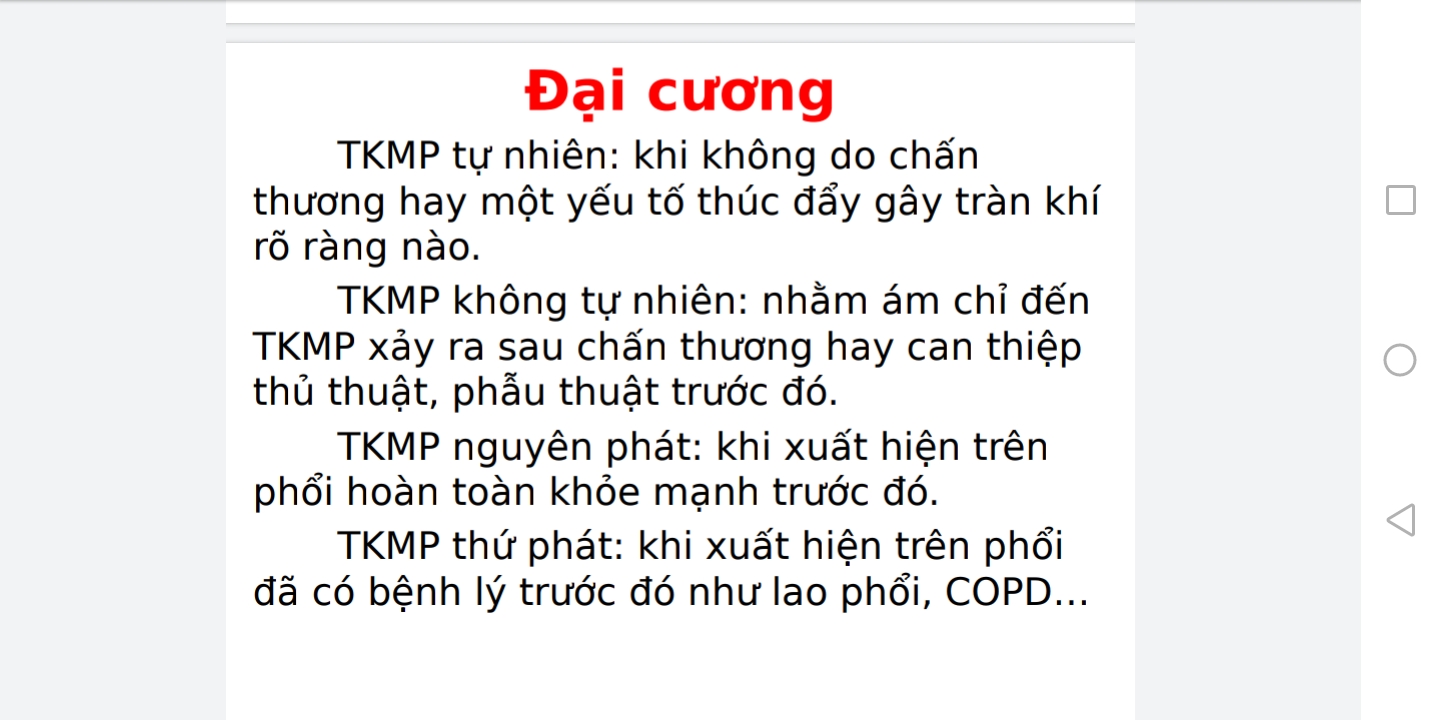 Đại cương
TKMP tự nhiên: khi không do chấn
thương hay một yếu tố thúc đẩy gây tràn khí
rõ ràng nào.
TKMP không tự nhiên: nhằm ám chỉ đến
TKMP xảy ra sau chấn thương hay can thiệp
thủ thuật, phẫu thuật trước đó.
TKMP nguyên phát: khi xuất hiện trên
phổi hoàn toàn khỏe mạnh trước đó.
TKMP thứ phát: khi xuất hiện trên phổi
đã có bệnh lý trước đó như lao phổi, COPD...